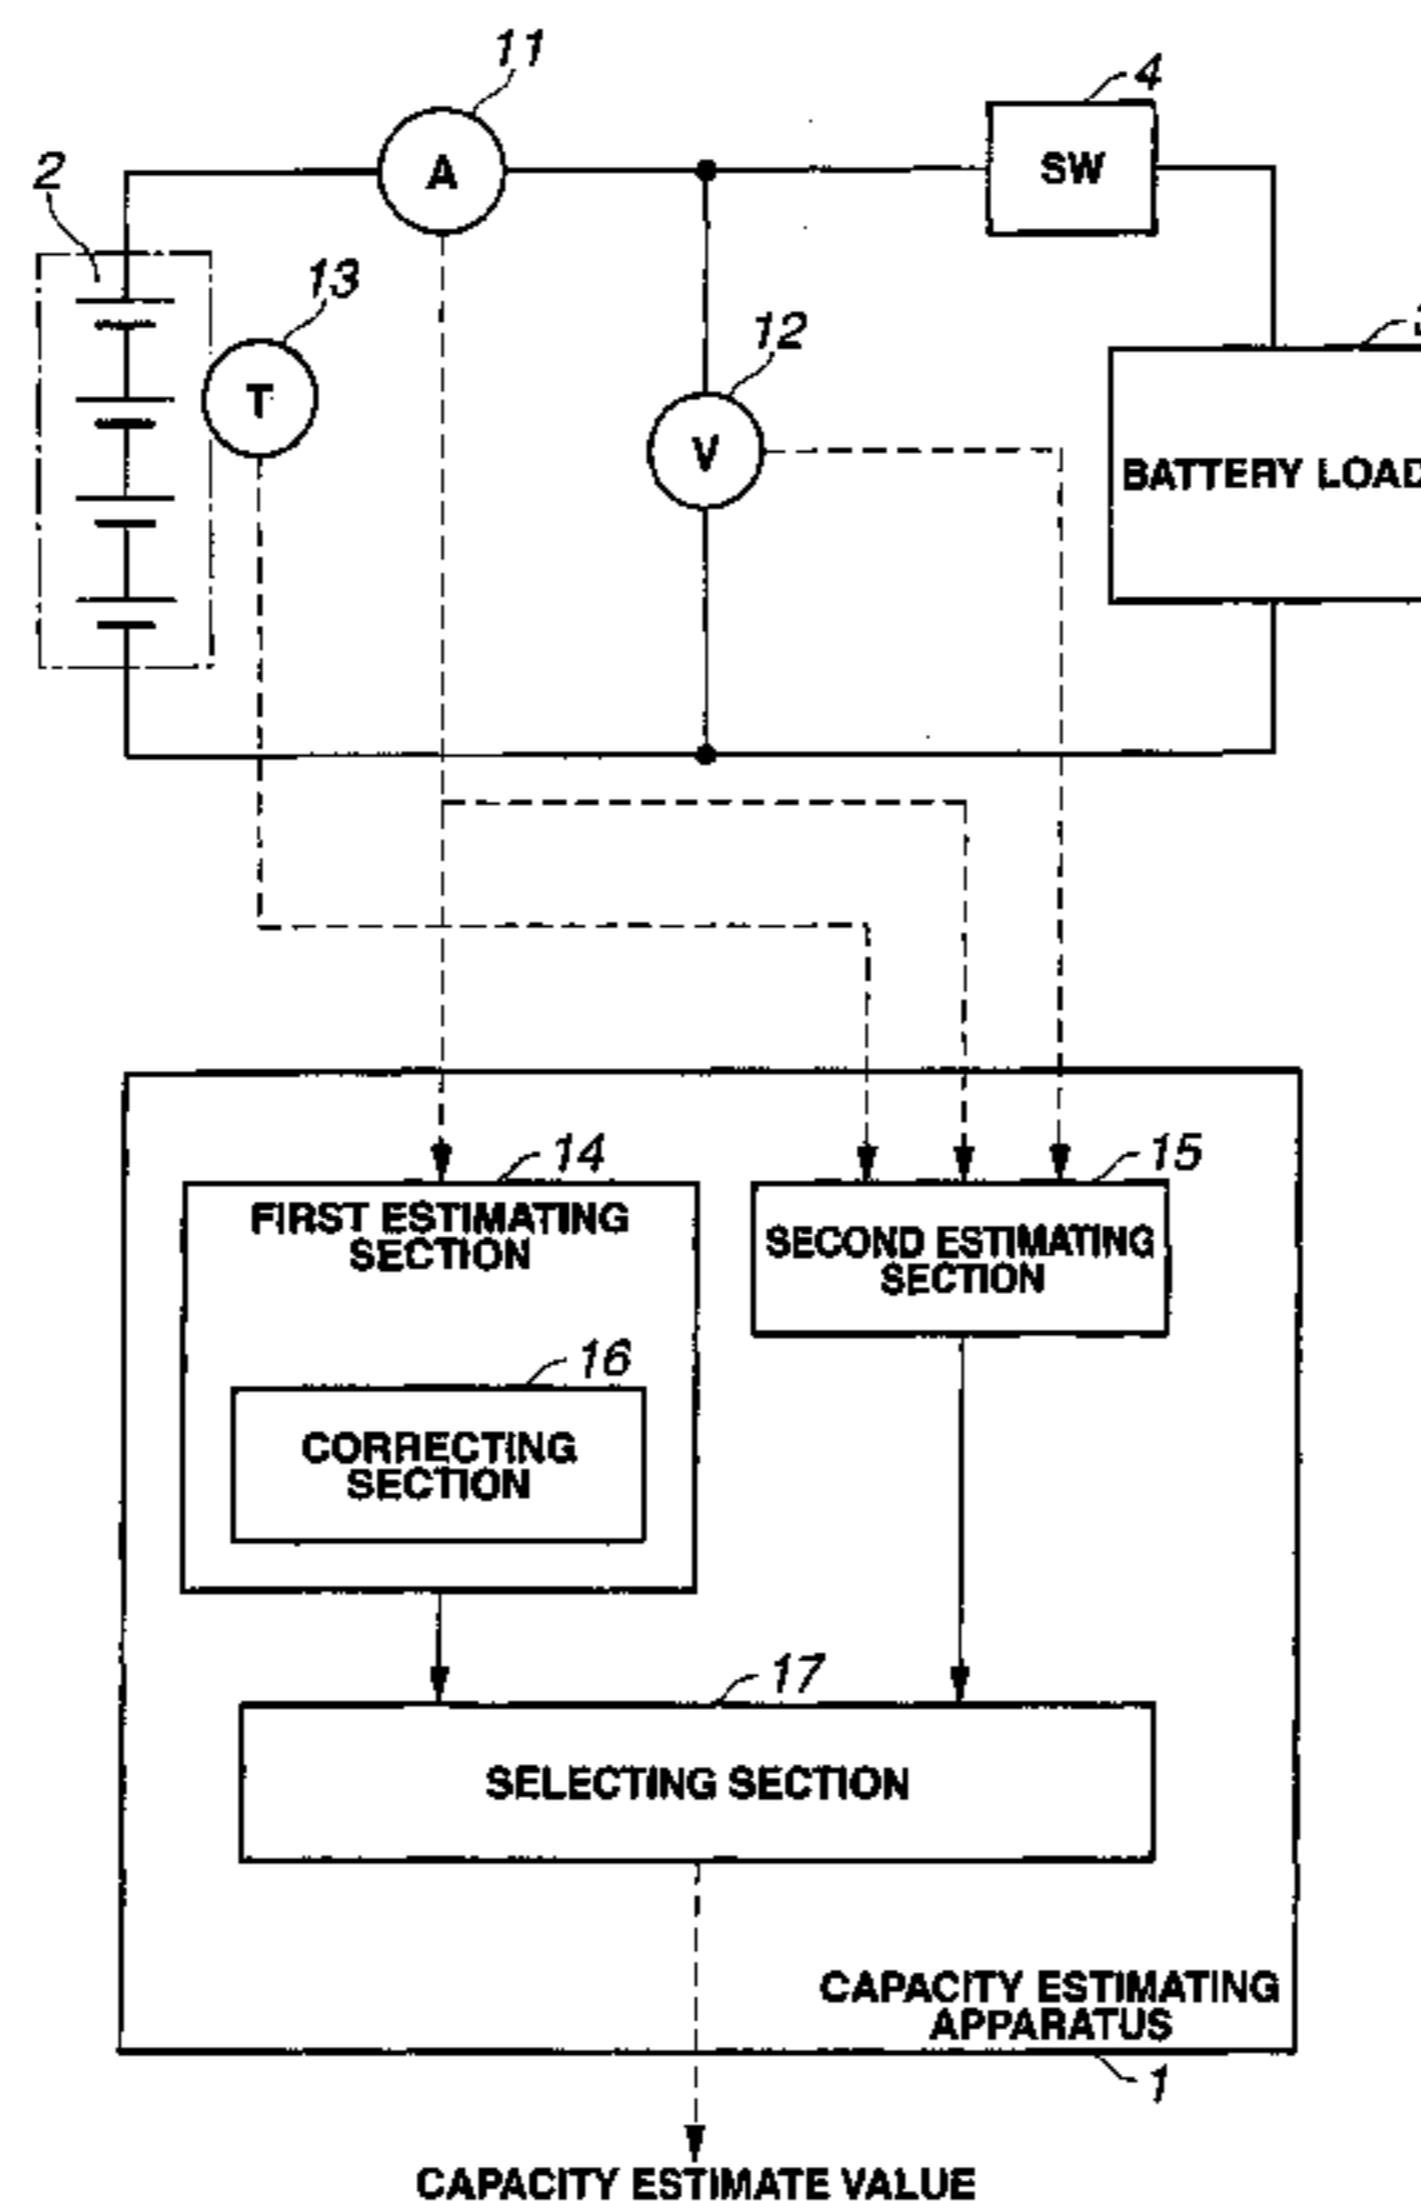 11
4
A
SW
2
13
12
T
V
BATTERY LOAD
14
15
FIRST ESTIMATING
SECTION
SECOND ESTIMATING
SECTION
16
CORRECTING
SECTION
17
SELECTING SECTION
CAPACITY ESTIMATING
APPARATUS
1
CAPACITY ESTIMATE VALUE